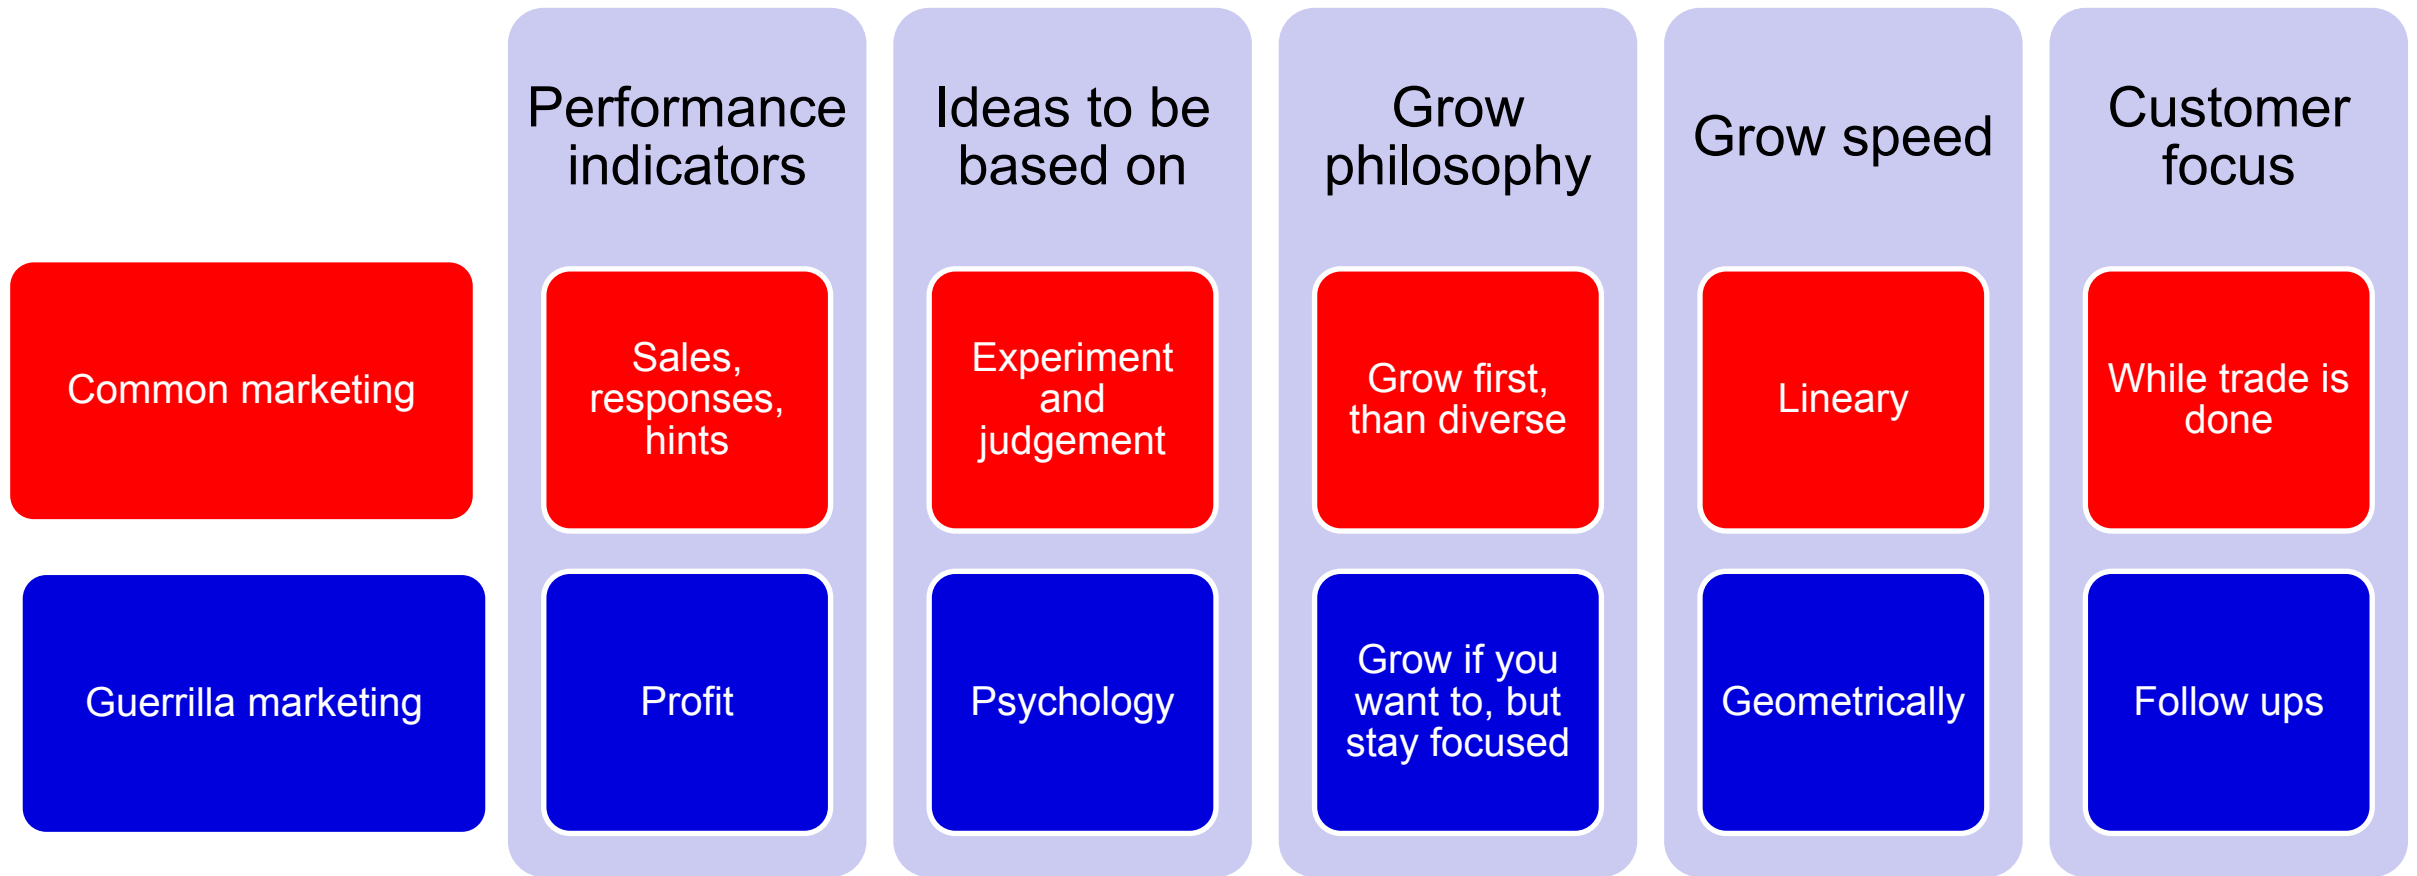 Performance
indicators
Ideas to be
based on
Grow
philosophy
Grow speed
Customer
focus
Common marketing
Sales,
responses,
hints
Experiment
and
judgement
Grow first,
than diverse
Lineary
While trade is
done
Guerrilla marketing
Profit
Psychology
Grow if you
want to, but
stay focused
Geometrically
Follow ups